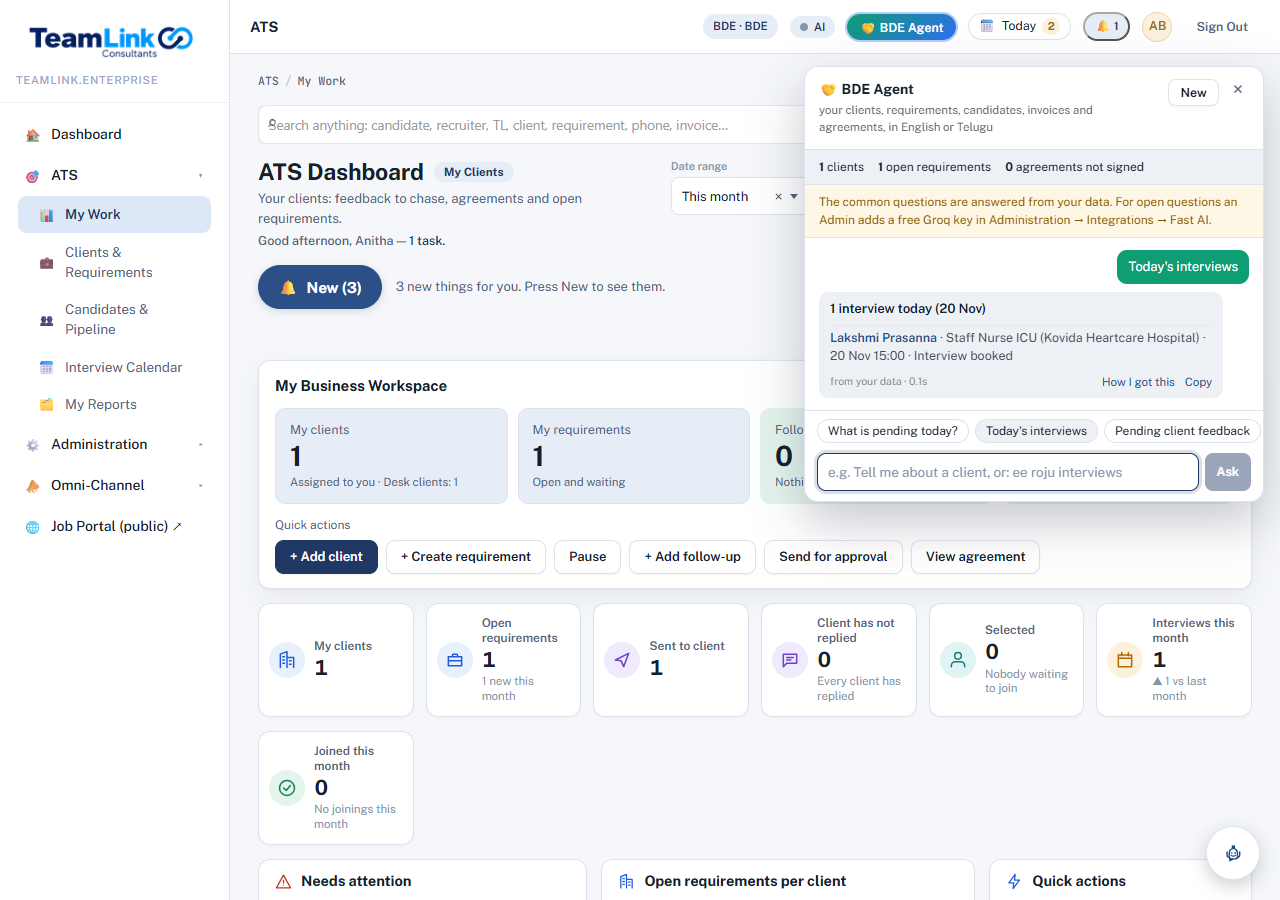 TeamLink
Consultants
TEAMLINK.ENTERPRISE
Dashboard
ATS
My Work
Clients &
Requirements
Candidates &
Pipeline
Interview Calendar
My Reports
Administration
Omni-Channel
Job Portal (public) ↗
ATS
BDE · BDE
AI
BDE Agent
Today 2
1
AB
Sign Out
ATS / My Work
Search anything: candidate, recruiter, TL, client, requirement, phone, invoice...
ATS Dashboard
My Clients
Your clients: feedback to chase, agreements and open
requirements.
Good afternoon, Anitha — 1 task.
Date range
This month
New (3)
3 new things for you. Press New to see them.
BDE Agent
your clients, requirements, candidates, invoices and
agreements, in English or Telugu
New
×
1 clients 1 open requirements 0 agreements not signed
The common questions are answered from your data. For open questions an
Admin adds a free Groq key in Administration → Integrations → Fast AI.
Today's interviews
1 interview today (20 Nov)
Lakshmi Prasanna · Staff Nurse ICU (Kovida Heartcare Hospital) ·
20 Nov 15:00 · Interview booked
from your data · 0.1s
How I got this Copy
What is pending today?
Today's interviews
Pending client feedback
e.g. Tell me about a client, or: ee roju interviews
Ask
My Business Workspace
My clients
1
Assigned to you · Desk clients: 1
My requirements
1
Open and waiting
Follo
0
Nothi
Quick actions
+ Add client
+ Create requirement
Pause
+ Add follow-up
Send for approval
View agreement
My clients
1
Open
requirements
1
1 new this
month
Sent to client
1
Client has not
replied
0
Every client has
replied
Selected
0
Nobody waiting
to join
Interviews this
month
1
▲ 1 vs last
month
Joined this
month
0
No joinings this
month
Needs attention
Open requirements per client
Quick actions